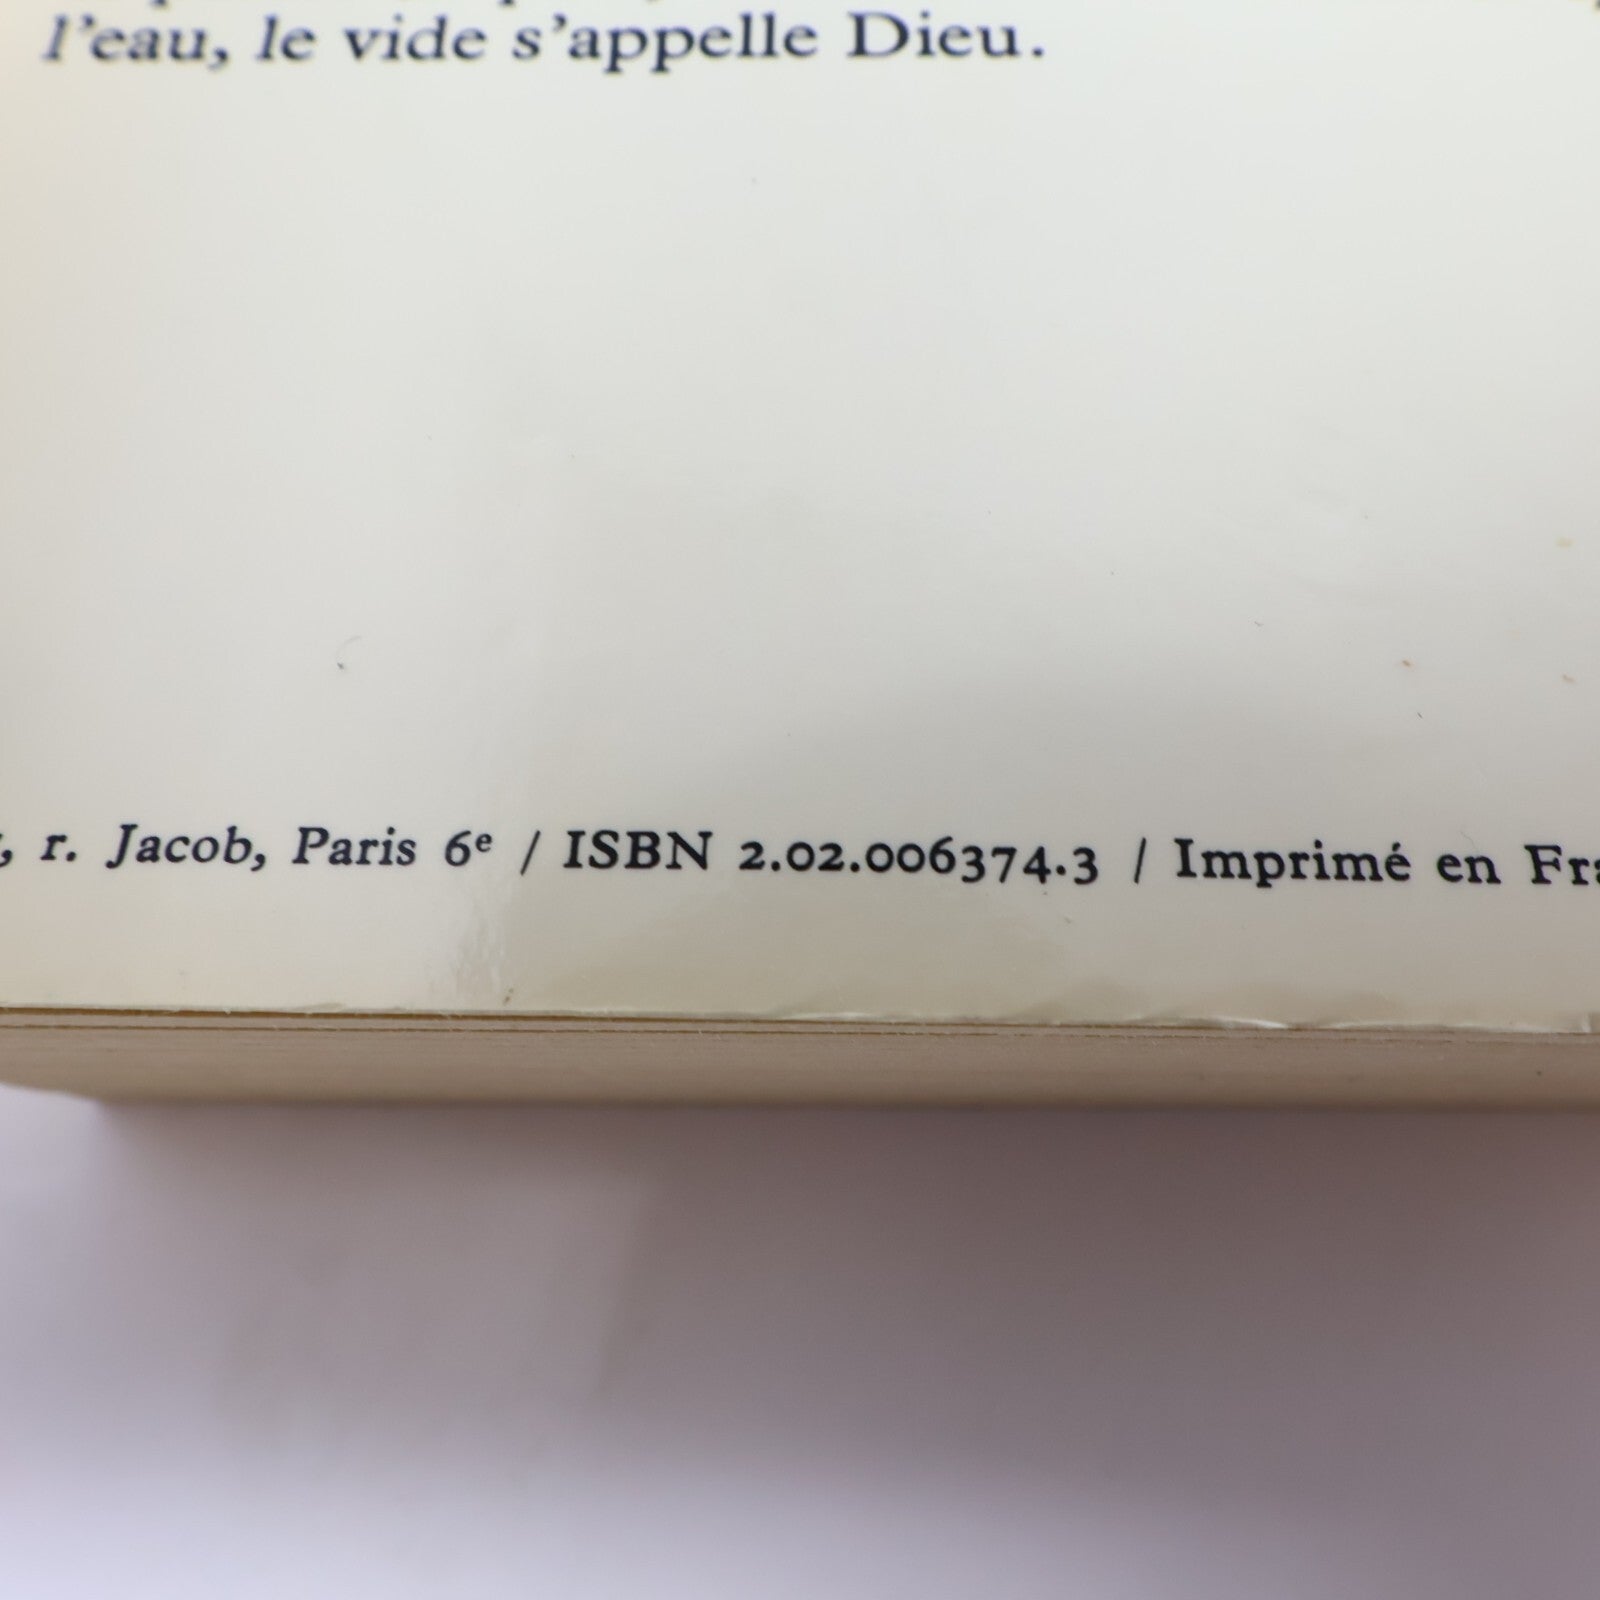 l'eau, le vide s'appelle Dieu.
, r. Jacob, Paris 6e / ISBN 2.02.006374.3 / Imprimé en